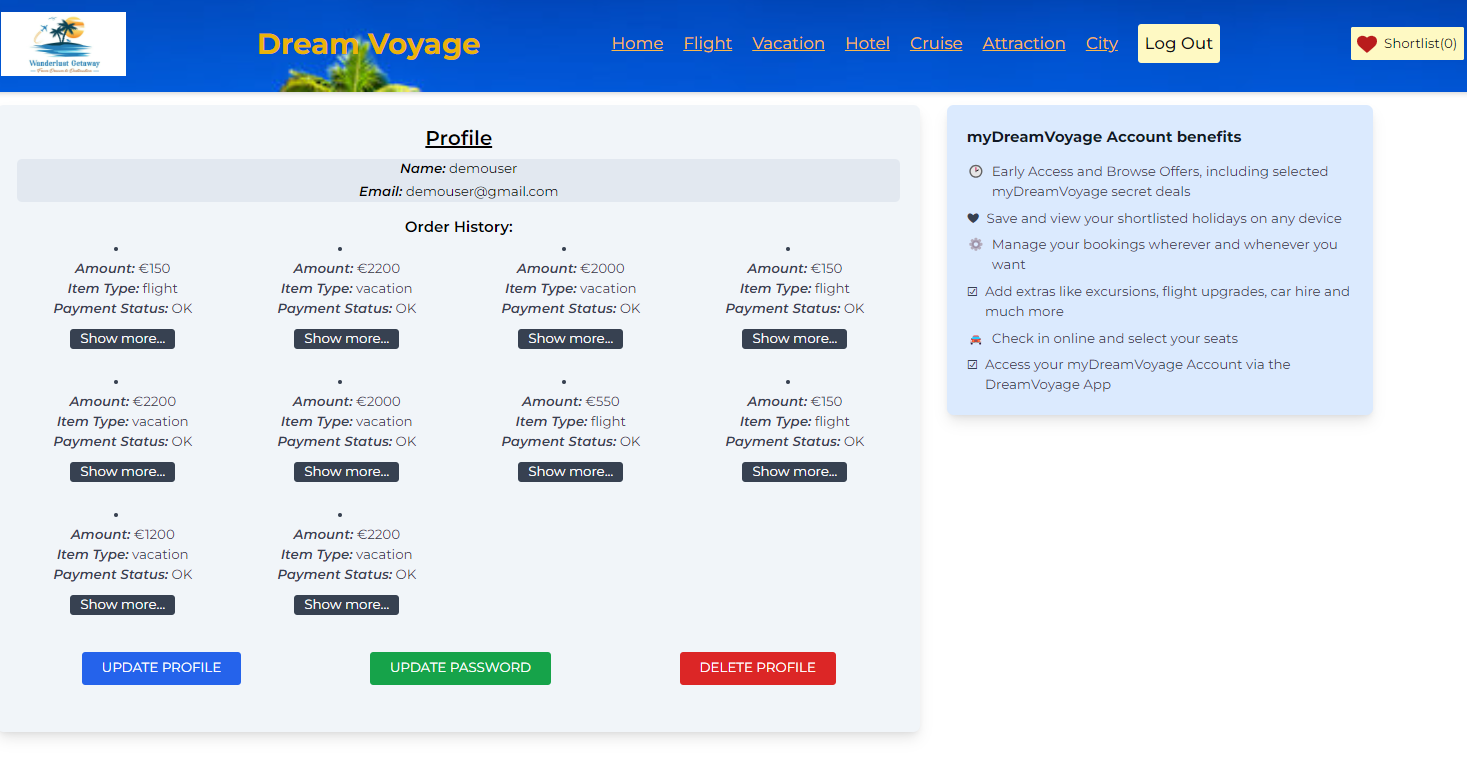 Wanderlust Getaway
Dream Voyage
Home Flight Vacation Hotel Cruise Attraction City Log Out
Shortlist(0)
Profile
Name: demouser
Email: demouser@gmail.com
Order History:
• • • •
Amount: €150 Amount: €2200 Amount: €2000 Amount: €150
Item Type: flight Item Type: vacation Item Type: vacation Item Type: flight
Payment Status: OK Payment Status: OK Payment Status: OK Payment Status: OK
Show more... Show more... Show more... Show more...
• • • •
Amount: €2200 Amount: €2000 Amount: €550 Amount: €150
Item Type: vacation Item Type: vacation Item Type: flight Item Type: flight
Payment Status: OK Payment Status: OK Payment Status: OK Payment Status: OK
Show more... Show more... Show more... Show more...
• •
Amount: €1200 Amount: €2200
Item Type: vacation Item Type: vacation
Payment Status: OK Payment Status: OK
Show more... Show more...
UPDATE PROFILE UPDATE PASSWORD DELETE PROFILE
myDreamVoyage Account benefits
Early Access and Browse Offers, including selected
myDreamVoyage secret deals
Save and view your shortlisted holidays on any device
Manage your bookings wherever and whenever you
want
Add extras like excursions, flight upgrades, car hire and
much more
Check in online and select your seats
Access your myDreamVoyage Account via the
DreamVoyage App